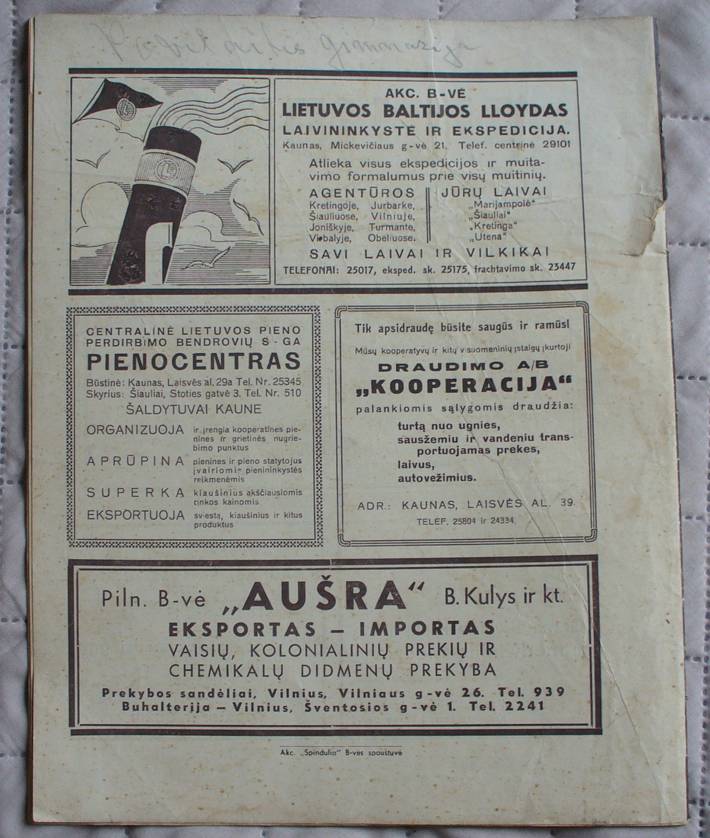 gimnazija
AKC. B-VĖ
LIETUVOS BALTIJOS LLOYDAS
LAIVININKYSTĖ IR EKSPEDICIJA.
Kaunas, Mickevičiaus g-vė 21, Telef. centrinė 29101
Atlieka visus ekspedicijos ir muita-
vimo formalumus prie visų muitinių.
AGENTŪROS
Kretingoje, Jurbarke,
Šiauliuose, Vilniuje,
Joniškyje, Turmante,
Virbalyje, Obeliuose.
JŪRŲ LAIVAI
„Marijampolė“
„Šiauliai“
„Kretinga“
„Utena“
SAVI LAIVAI IR VILKIKAI
TELEFONAI: 25017, eksped. sk. 25175, frachtavimo sk. 23447
CENTRALINĖ LIETUVOS PIENO
PERDIRBIMO BENDROVIŲ S-GA
PIENOCENTRAS
Būstinė: Kaunas, Laisvės al. 29a Tel. Nr. 25345
Skyrius: Šiauliai, Stoties gatvė 3. Tel. Nr. 510
ŠALDYTUVAI KAUNE
ORGANIZUOJA ir įrengia kooperatines pie-
nines ir grietinės nugrie-
bimo punktus
APRŪPINA pienines ir pieno statytojus
įvairiomis pienininkystės
reikmenėmis
SUPERKA kiaušinius aukščiausiomis
rinkos kainomis
EKSPORTUOJA sviestą, kiaušinius ir kitus
produktus
Tik apsidraudę būsite saugūs ir ramūs!
Mūsų kooperatyvų ir kitų visuomeninių įstaigų įkurtoji
DRAUDIMO A/B
„KOOPERACIJA“
palankiomis sąlygomis draudžia:
turtą nuo ugnies,
sausžemiu ir vandeniu trans-
portuojamas prekes,
laivus,
autovežimius.
ADR.: KAUNAS, LAISVĖS AL. 39.
TELEF. 25804 ir 24334.
Piln. B-vė „AUŠRA“ B. Kulys ir kt.
EKSPORTAS – IMPORTAS
VAISIŲ, KOLONIALINIŲ PREKIŲ IR
CHEMIKALŲ DIDMENŲ PREKYBA
Prekybos sandėliai, Vilnius, Vilniaus g-vė 26. Tel. 939
Buhalterija – Vilnius, Šventosios g-vė 1. Tel. 2241
Akc. „Spindulio“ B-vės spaustuvė